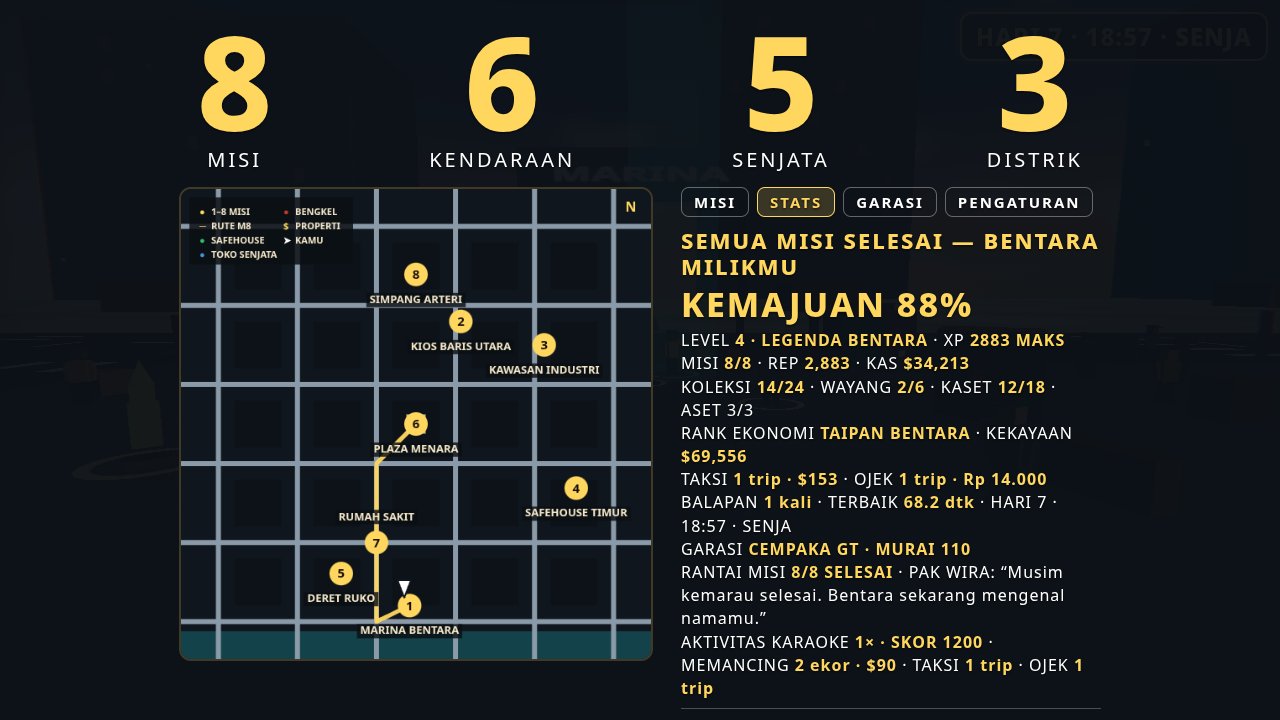 HARI 7 · 18:57 · SENJA
8
MISI
6
KENDARAAN
5
SENJATA
3
DISTRIK
MARINA
1–8 MISI
RUTE M8
SAFEHOUSE
TOKO SENJATA
BENGKEL
$ PROPERTI
KAMU
N
8
SIMPANG ARTERI
2
KIOS BARIS UTARA
3
KAWASAN INDUSTRI
6
PLAZA MENARA
4
SAFEHOUSE TIMUR
RUMAH SAKIT
7
5
DERET RUKO
1
MARINA BENTARA
MISI
STATS
GARASI
PENGATURAN
SEMUA MISI SELESAI — BENTARA
MILIKMU
KEMAJUAN 88%
LEVEL 4 · LEGENDA BENTARA · XP 2883 MAKS
MISI 8/8 · REP 2,883 · KAS $34,213
KOLEKSI 14/24 · WAYANG 2/6 · KASET 12/18 ·
ASET 3/3
RANK EKONOMI TAIPAN BENTARA · KEKAYAAN
$69,556
TAKSI 1 trip · $153 · OJEK 1 trip · Rp 14.000
BALAPAN 1 kali · TERBAIK 68.2 dtk · HARI 7 ·
18:57 · SENJA
GARASI CEMPAKA GT · MURAI 110
RANTAI MISI 8/8 SELESAI · PAK WIRA: “Musim
kemarau selesai. Bentara sekarang mengenal
namamu.”
AKTIVITAS KARAOKE 1× · SKOR 1200 ·
MEMANCING 2 ekor · $90 · TAKSI 1 trip · OJEK 1
trip